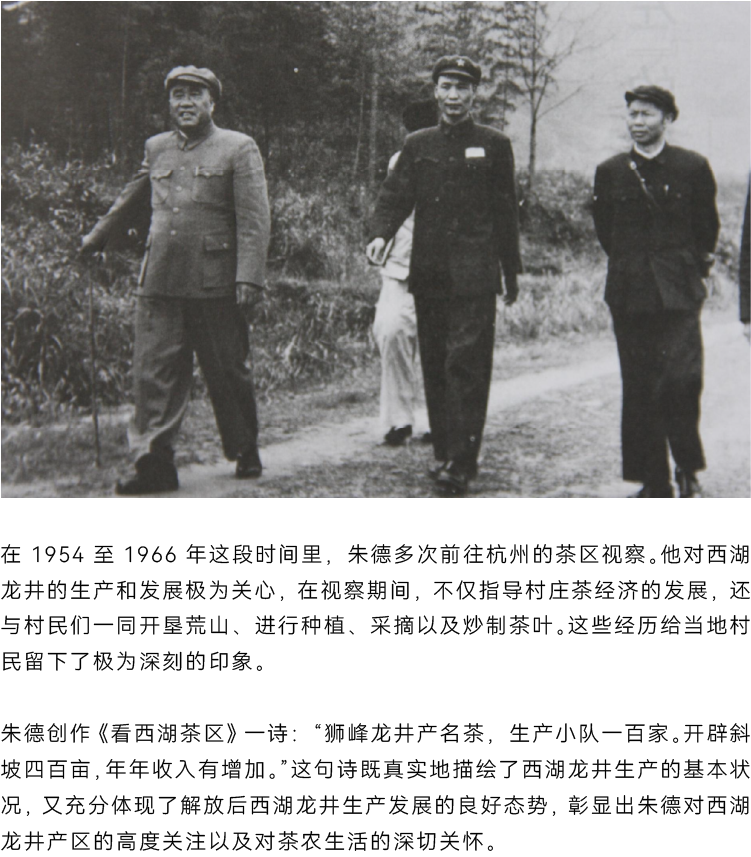 在 1954 至 1966 年这段时间里，朱德多次前往杭州的茶区视察。他对西湖
龙井的生产和发展极为关心，在视察期间，不仅指导村庄茶经济的发展，还
与村民们一同开垦荒山、进行种植、采摘以及炒制茶叶。这些经历给当地村
民留下了极为深刻的印象。
朱德创作《看西湖茶区》一诗：“狮峰龙井产名茶，生产小队一百家。开辟斜
坡四百亩，年年收入有增加。”这句诗既真实地描绘了西湖龙井生产的基本状
况，又充分体现了解放后西湖龙井生产发展的良好态势，彰显出朱德对西湖
龙井产区的高度关注以及对茶农生活的深切关怀。